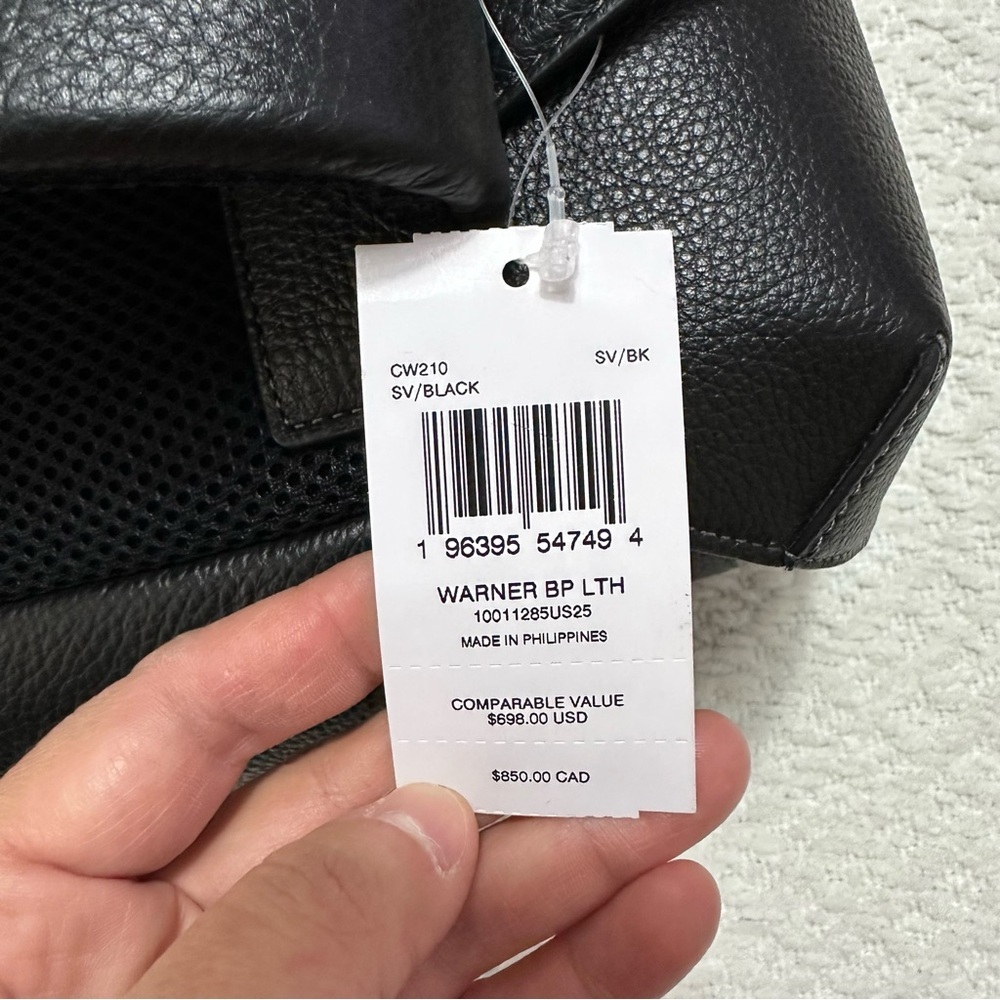 CW210 SV/BK
SV/BLACK
1 96395 54749 4
WARNER BP LTH
10011285US25
MADE IN PHILIPPINES
COMPARABLE VALUE
$698.00 USD
$850.00 CAD